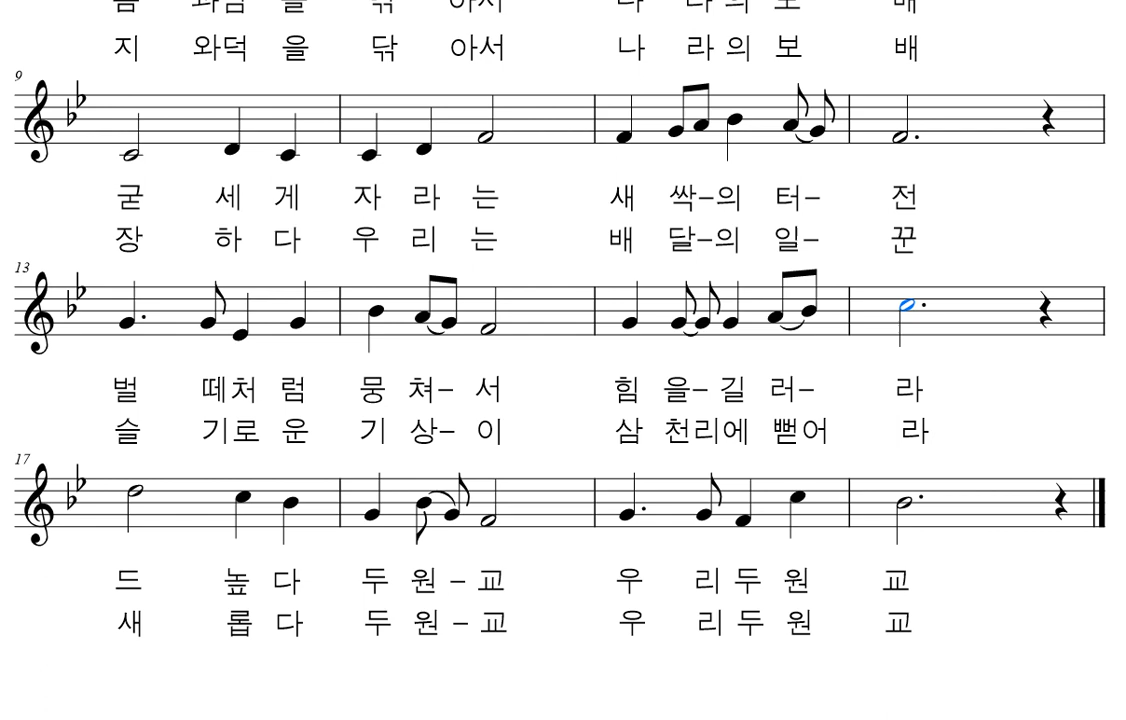 지 와덕 을 닦 아서 나 라 의 보 배
9
굳 세 게 자 라 는 새 싹–의 터– 전
장 하 다 우 리 는 배 달–의 일– 꾼
13
벌 떼처 럼 뭉 쳐– 서 힘 을– 길 러– 라
슬 기로 운 기 상– 이 삼 천리에 뻗어 라
17
드 높 다 두 원 – 교 우 리 두 원 교
새 롭 다 두 원 – 교 우 리 두 원 교